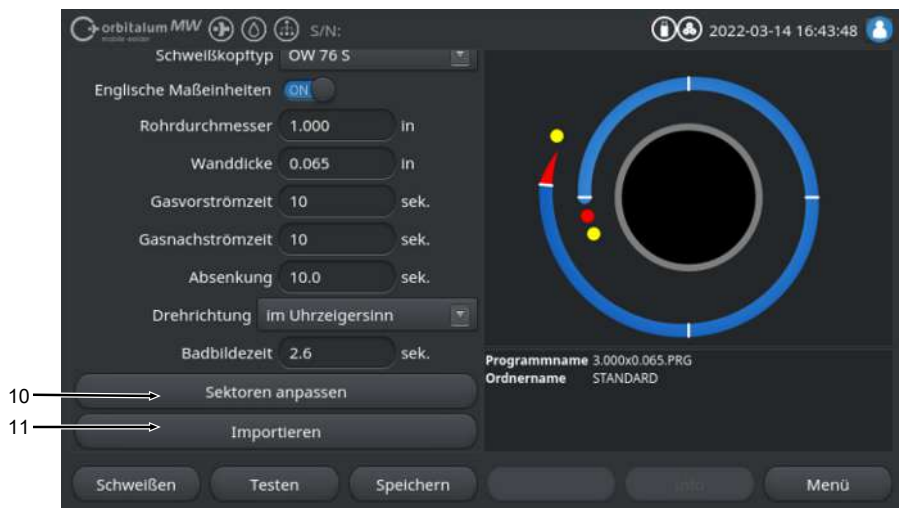 orbitalum MW S/N: 2022-03-14 16:43:48
mobile welder
Schweißkopftyp OW 76 S
Englische Maßeinheiten ON
Rohrdurchmesser 1.000 in
Wanddicke 0.065 in
Gasvorströmzeit 10 sek.
Gasnachströmzeit 10 sek.
Absenkung 10.0 sek.
Drehrichtung im Uhrzeigersinn
Badbildezeit 2.6 sek.
10 Sektoren anpassen
11 Importieren
Programmname 3.000x0.065.PRG
Ordnername STANDARD
Schweißen Testen Speichern Info Menü